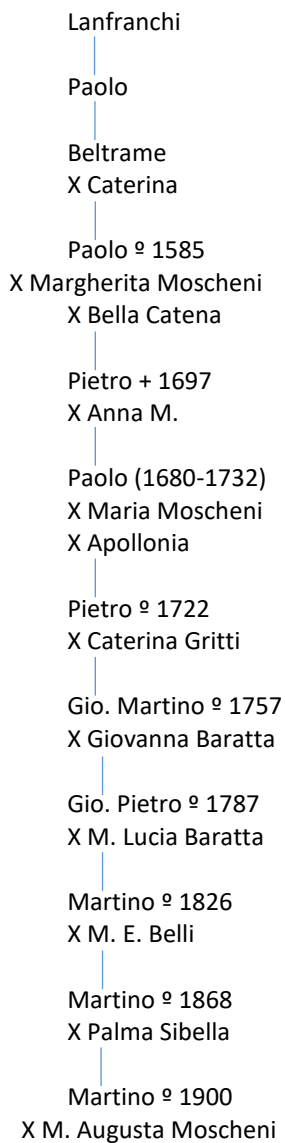 Lanfranchi
Paolo
Beltrame
X Caterina
Paolo º 1585
X Margherita Moscheni
X Bella Catena
Pietro + 1697
X Anna M.
Paolo (1680-1732)
X Maria Moscheni
X Apollonia
Pietro º 1722
X Caterina Gritti
Gio. Martino º 1757
X Giovanna Baratta
Gio. Pietro º 1787
X M. Lucia Baratta
Martino º 1826
X M. E. Belli
Martino º 1868
X Palma Sibella
Martino º 1900
X M. Augusta Moscheni